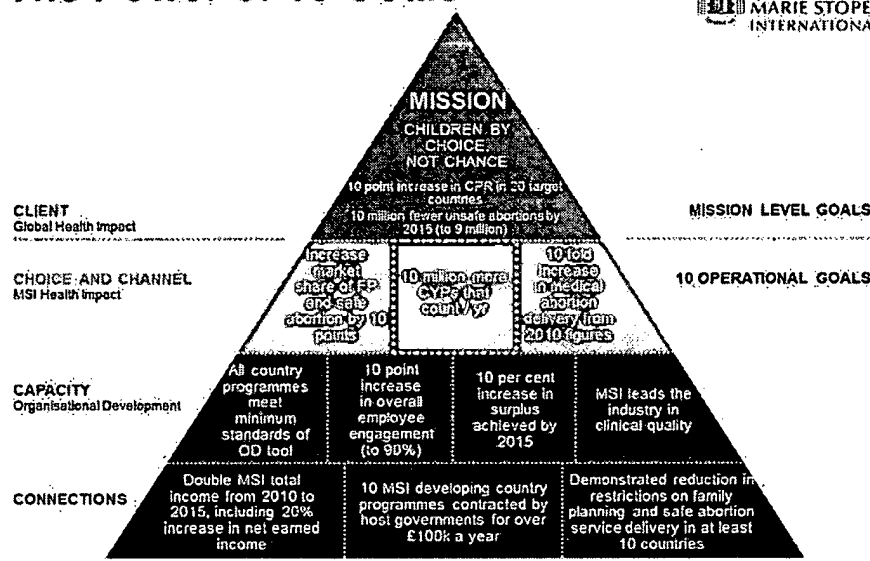 MARIE STOPE
INTERNATIONA
MISSION
CHILDREN BY
CHOICE
NOT CHANCE
10 point increase in CPR in 20 target
countries
10 million fewer unsafe abortions by
2015 (to 9 million)
CLIENT
Global Health Impact
MISSION LEVEL GOALS
CHOICE AND CHANNEL
MSI Health Impact
Increase
market
share of FP
and safe
abortion by 10
points
10 million more
CYPs that
count / yr
10 fold
increase
in medical
abortion
delivery from
2010 figures
10 OPERATIONAL GOALS
CAPACITY
Organisational Development
All country
programmes
meet
minimum
standards of
OD tool
10 point
increase
in overall
employee
engagement
(to 90%)
10 per cent
increase in
surplus
achieved by
2015
MSI leads the
industry in
clinical quality
CONNECTIONS
Double MSI total
income from 2010 to
2015, including 20%
increase in net earned
income
10 MSI developing country
programmes contracted by
host governments for over
£100k a year
Demonstrated reduction in
restrictions on family
planning and safe abortion
service delivery in at least
10 countries